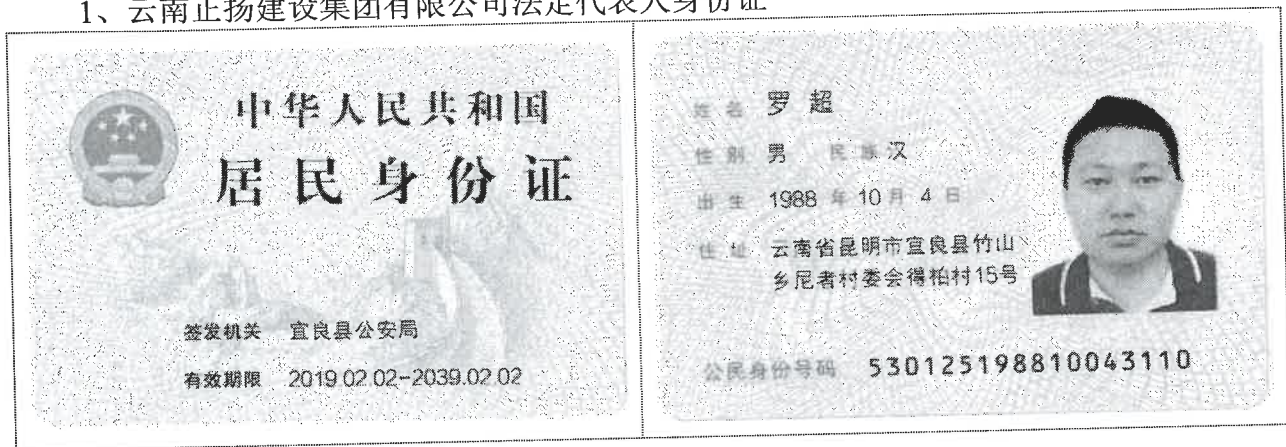 1、云南正扬建设集团有限公司法定代表人身份证
中华人民共和国
居民身份证
签发机关 宜良县公安局
有效期限 2019.02.02-2039.02.02
姓名 罗超
性别 男 民族 汉
出生 1988 年 10 月 4 日
住址 云南省昆明市宜良县竹山
乡尼者村委会得柏村15号
公民身份号码 530125198810043110